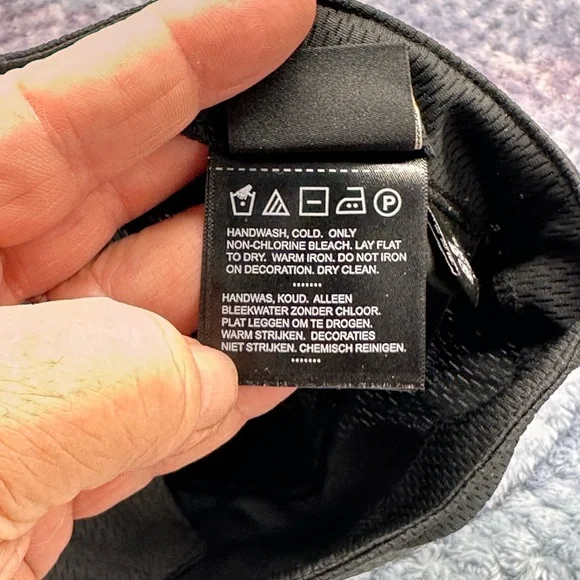 P
HANDWASH, COLD. ONLY
NON-CHLORINE BLEACH. LAY FLAT
TO DRY. WARM IRON. DO NOT IRON
ON DECORATION. DRY CLEAN.
HANDWAS, KOUD. ALLEEN
BLEEKWATER ZONDER CHLOOR.
PLAT LEGGEN OM TE DROGEN.
WARM STRIJKEN. DECORATIES
NIET STRIJKEN. CHEMISCH REINIGEN.